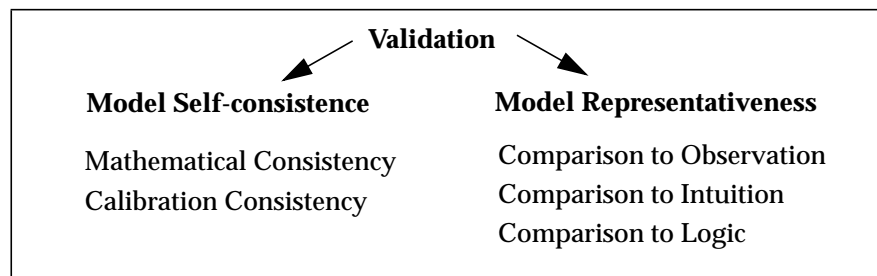 Validation
Model Self-consistence
Mathematical Consistency
Calibration Consistency
Model Representativeness
Comparison to Observation
Comparison to Intuition
Comparison to Logic